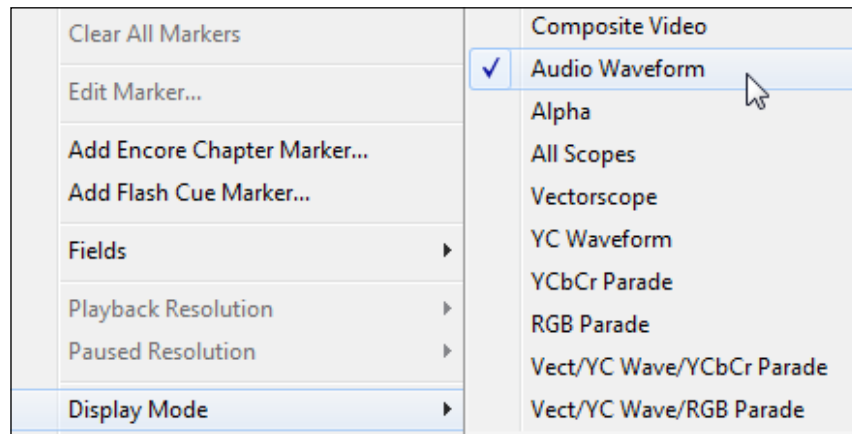 Clear All Markers
Edit Marker...
Add Encore Chapter Marker...
Add Flash Cue Marker...
Fields
Playback Resolution
Paused Resolution
Display Mode
Composite Video
Audio Waveform
Alpha
All Scopes
Vectorscope
YC Waveform
YCbCr Parade
RGB Parade
Vect/YC Wave/YCbCr Parade
Vect/YC Wave/RGB Parade